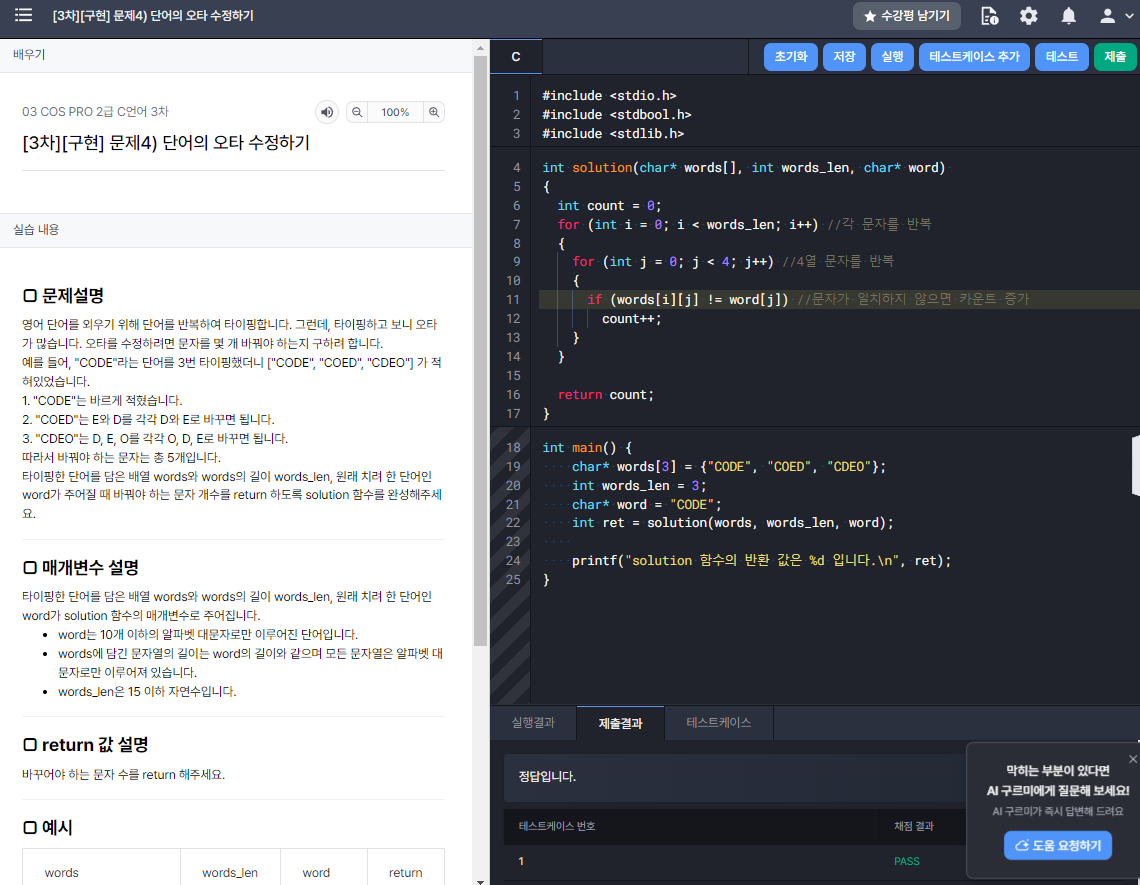 [3차][구현] 문제4) 단어의 오타 수정하기
★ 수강평 남기기
배우기
03 COS PRO 2급 C언어 3차
100%
[3차][구현] 문제4) 단어의 오타 수정하기
실습 내용
문제설명
영어 단어를 외우기 위해 단어를 반복하여 타이핑합니다. 그런데, 타이핑하고 보니 오타
가 많습니다. 오타를 수정하려면 문자를 몇 개 바꿔야 하는지 구하려 합니다.
예를 들어, "CODE"라는 단어를 3번 타이핑했더니 ["CODE", "COED", "CDEO"] 가 적
혀있었습니다.
1. "CODE"는 바르게 적혔습니다.
2. "COED"는 E와 D를 각각 D와 E로 바꾸면 됩니다.
3. "CDEO"는 D, E, O를 각각 O, D, E로 바꾸면 됩니다.
따라서 바꿔야 하는 문자는 총 5개입니다.
타이핑한 단어를 담은 배열 words와 words의 길이 words_len, 원래 치려 한 단어인
word가 주어질 때 바꿔야 하는 문자 개수를 return 하도록 solution 함수를 완성해주세
요.
매개변수 설명
타이핑한 단어를 담은 배열 words와 words의 길이 words_len, 원래 치려 한 단어인
word가 solution 함수의 매개변수로 주어집니다.
• word는 10개 이하의 알파벳 대문자로만 이루어진 단어입니다.
• words에 담긴 문자열의 길이는 word의 길이와 같으며 모든 문자열은 알파벳 대
문자로만 이루어져 있습니다.
• words_len은 15 이하 자연수입니다.
return 값 설명
바꾸어야 하는 문자 수를 return 해주세요.
예시
words words_len word return
C
초기화 저장 실행 테스트케이스 추가 테스트 제출
1 #include <stdio.h>
2 #include <stdbool.h>
3 #include <stdlib.h>
4 int solution(char* words[], int words_len, char* word)
5 {
6 int count = 0;
7 for (int i = 0; i < words_len; i++) //각 문자를 반복
8 {
9 for (int j = 0; j < 4; j++) //4열 문자를 반복
10 {
11 if (words[i][j] != word[j]) //문자가 일치하지 않으면 카운트 증가
12 count++;
13 }
14 }
15
16 return count;
17 }
18 int main() {
19 char* words[3] = {"CODE", "COED", "CDEO"};
20 int words_len = 3;
21 char* word = "CODE";
22 int ret = solution(words, words_len, word);
23
24 printf("solution 함수의 반환 값은 %d 입니다.\n", ret);
25 }
실행결과 제출결과 테스트케이스
정답입니다.
테스트케이스 번호 채점 결과
1 PASS
막히는 부분이 있다면
AI 구르미에게 질문해 보세요!
AI 구르미가 즉시 답변해 드려요
도움 요청하기